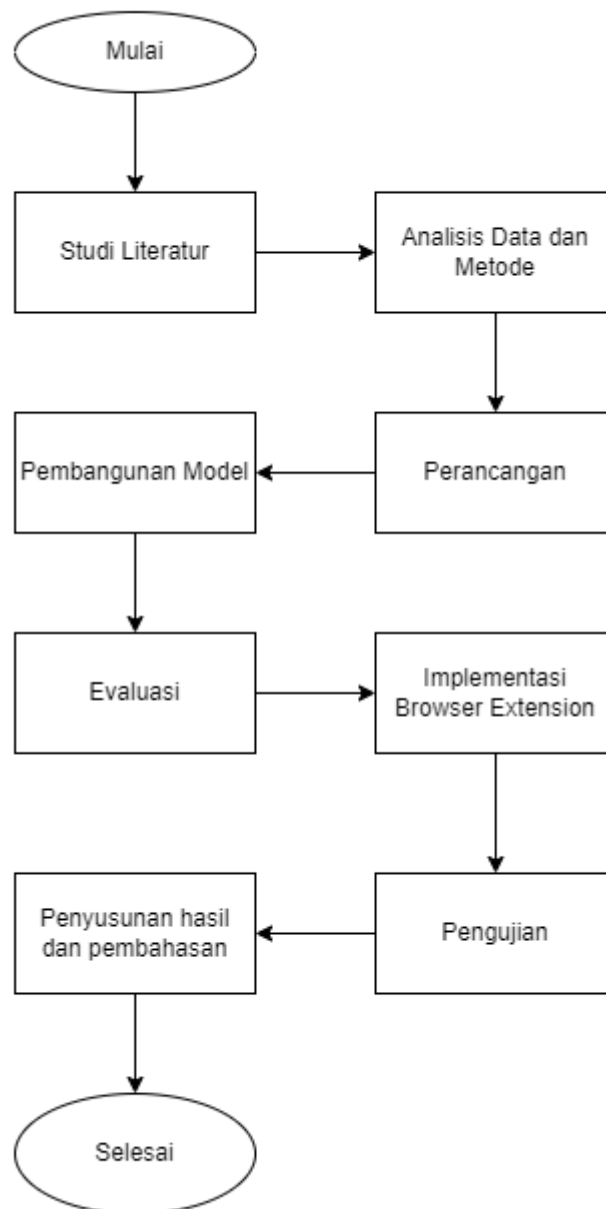 Mulai
Studi Literatur
Analisis Data dan
Metode
Perancangan
Pembangunan Model
Evaluasi
Implementasi
Browser Extension
Pengujian
Penyusunan hasil
dan pembahasan
Selesai